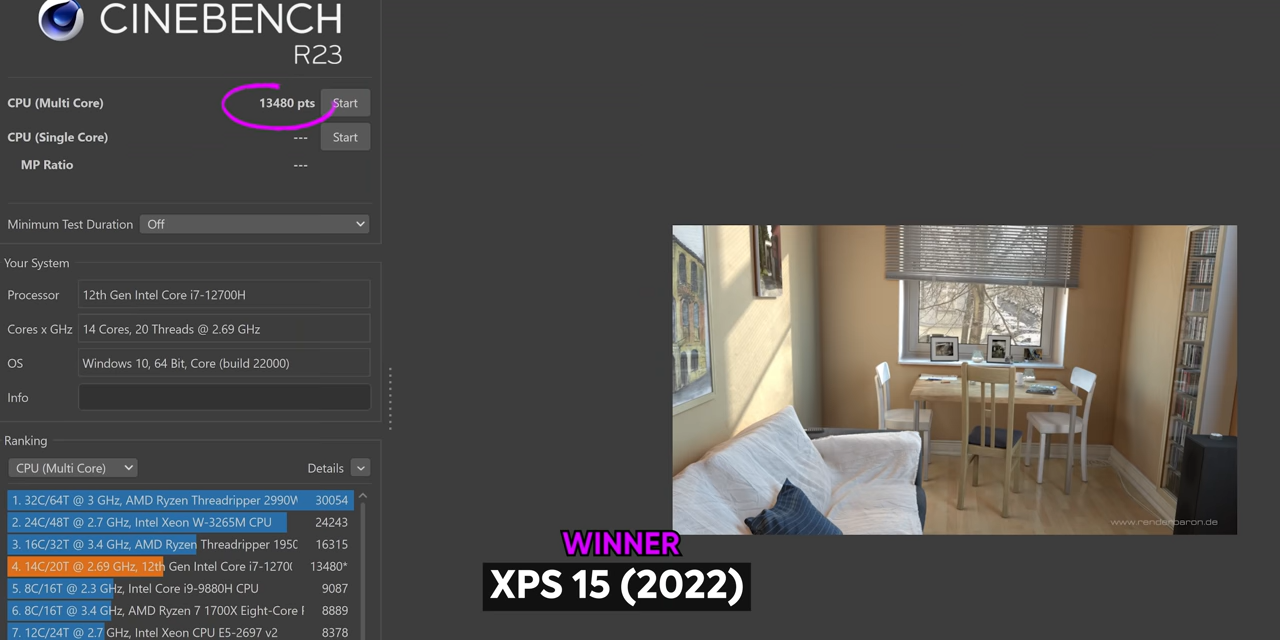 CINEBENCH
R23
CPU (Multi Core) 13480 pts Start
CPU (Single Core) --- Start
MP Ratio ---
Minimum Test Duration Off
Your System
Processor 12th Gen Intel Core i7-12700H
Cores x GHz 14 Cores, 20 Threads @ 2.69 GHz
OS Windows 10, 64 Bit, Core (build 22000)
Info
Ranking
CPU (Multi Core) Details
1. 32C/64T @ 3 GHz, AMD Ryzen Threadripper 2990W 30054
2. 24C/48T @ 2.7 GHz, Intel Xeon W-3265M CPU 24243
3. 16C/32T @ 3.4 GHz, AMD Ryzen Threadripper 1950 16315
4. 14C/20T @ 2.69 GHz, 12th Gen Intel Core i7-1270 13480*
5. 8C/16T @ 2.3 GHz, Intel Core i9-9880H CPU 9087
6. 8C/16T @ 3.4 GHz, AMD Ryzen 7 1700X Eight-Core 8889
7. 12C/24T @ 2.7 GHz, Intel Xeon CPU E5-2697 v2 8378
www.renderbaron.de
WINNER
XPS 15 (2022)